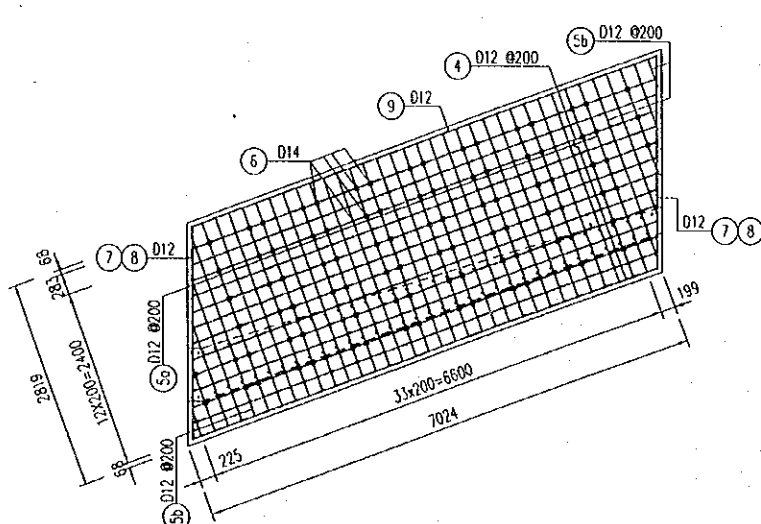 5b D12 @200
4 D12 @200
9 D12
6 D14
7 8 D12
D12 7 8
68
283
12X200=2400
2819
68
D12 @200
5a
D12 @200
5b
199
33x200=6600
7024
225